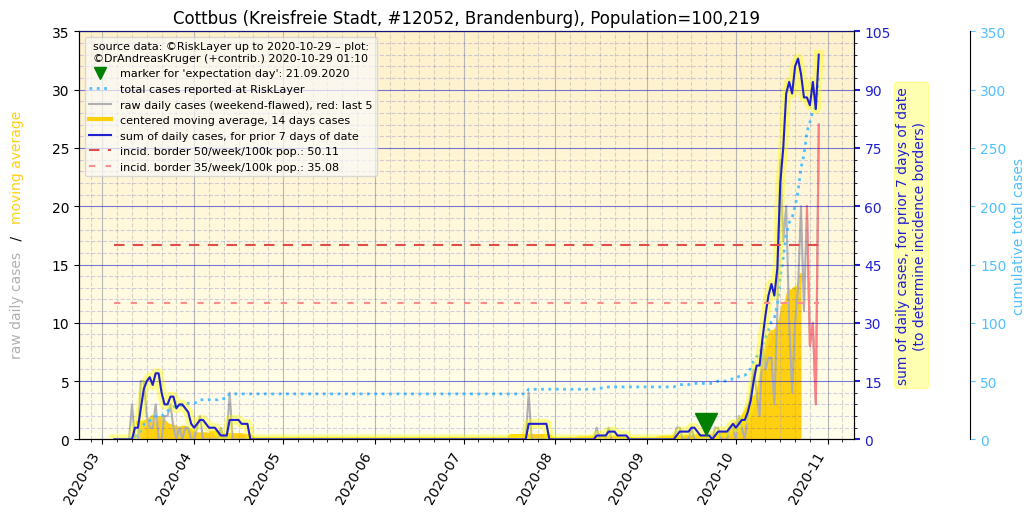 Cottbus (Kreisfreie Stadt, #12052, Brandenburg), Population=100,219
source data: ©RiskLayer up to 2020-10-29 – plot:
©DrAndreasKruger (+contrib.) 2020-10-29 01:10
marker for 'expectation day': 21.09.2020
total cases reported at RiskLayer
raw daily cases (weekend-flawed), red: last 5
centered moving average, 14 days cases
sum of daily cases, for prior 7 days of date
incid. border 50/week/100k pop.: 50.11
incid. border 35/week/100k pop.: 35.08
raw daily cases / moving average
35
30
25
20
15
10
5
0
105
90
75
60
45
30
15
0
sum of daily cases, for prior 7 days of date
(to determine incidence borders)
350
300
250
200
150
100
50
0
cumulative total cases
2020-03
2020-04
2020-05
2020-06
2020-07
2020-08
2020-09
2020-10
2020-11